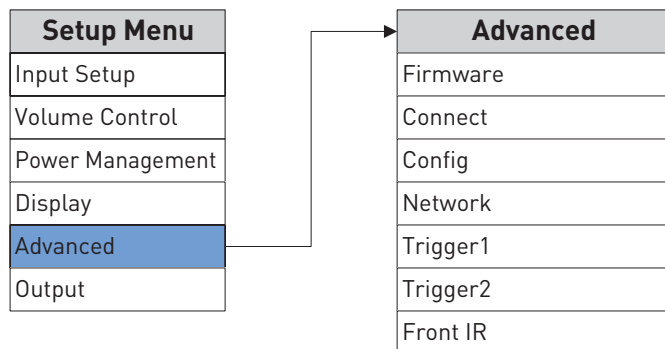 Setup Menu
Input Setup
Volume Control
Power Management
Display
Advanced
Output
Advanced
Firmware
Connect
Config
Network
Trigger1
Trigger2
Front IR